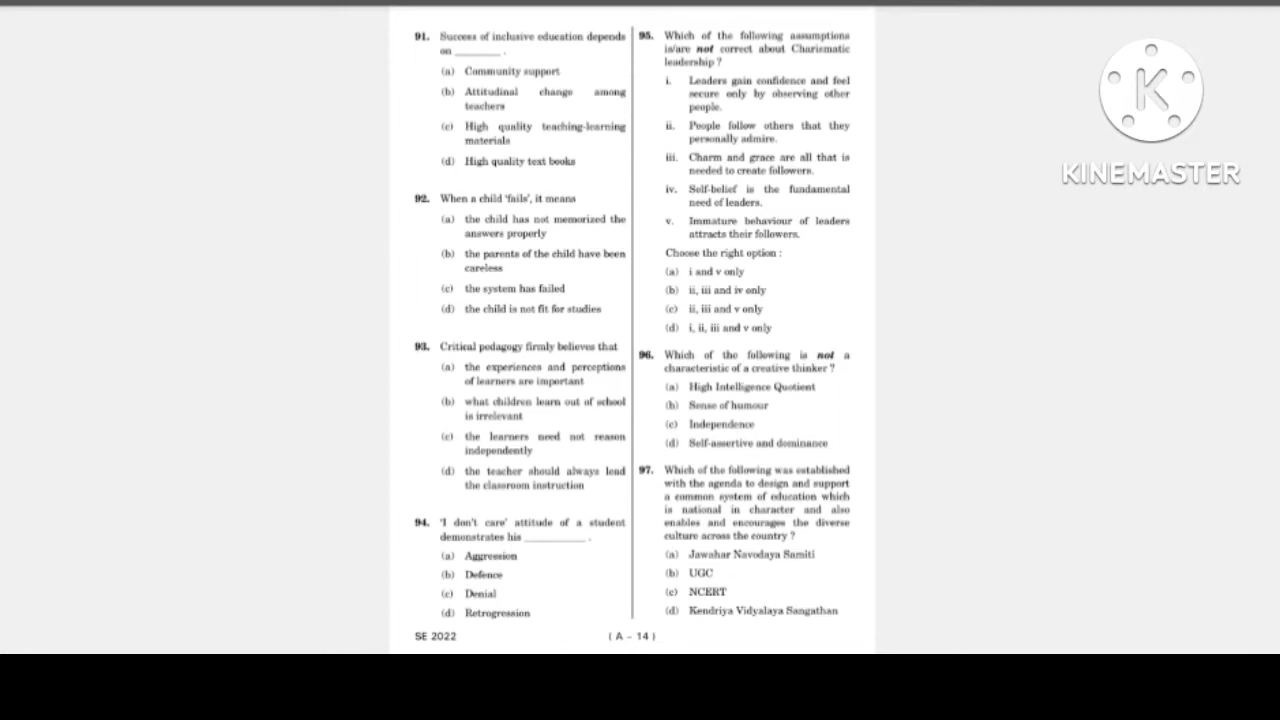 91. Success of inclusive education depends
on ________ .
(a) Community support
(b) Attitudinal change among
teachers
(c) High quality teaching-learning
materials
(d) High quality text books
92. When a child 'fails', it means
(a) the child has not memorized the
answers properly
(b) the parents of the child have been
careless
(c) the system has failed
(d) the child is not fit for studies
93. Critical pedagogy firmly believes that
(a) the experiences and perceptions
of learners are important
(b) what children learn out of school
is irrelevant
(c) the learners need not reason
independently
(d) the teacher should always lead
the classroom instruction
94. 'I don't care' attitude of a student
demonstrates his ___________ .
(a) Aggression
(b) Defence
(c) Denial
(d) Retrogression
95. Which of the following assumptions
is/are not correct about Charismatic
leadership ?
i. Leaders gain confidence and feel
secure only by observing other
people.
ii. People follow others that they
personally admire.
iii. Charm and grace are all that is
needed to create followers.
iv. Self-belief is the fundamental
need of leaders.
v. Immature behaviour of leaders
attracts their followers.
Choose the right option :
(a) i and v only
(b) ii, iii and iv only
(c) ii, iii and v only
(d) i, ii, iii and v only
96. Which of the following is not a
characteristic of a creative thinker ?
(a) High Intelligence Quotient
(b) Sense of humour
(c) Independence
(d) Self-assertive and dominance
97. Which of the following was established
with the agenda to design and support
a common system of education which
is national in character and also
enables and encourages the diverse
culture across the country ?
(a) Jawahar Navodaya Samiti
(b) UGC
(c) NCERT
(d) Kendriya Vidyalaya Sangathan
SE 2022
( A – 14 )
K
KINEMASTER